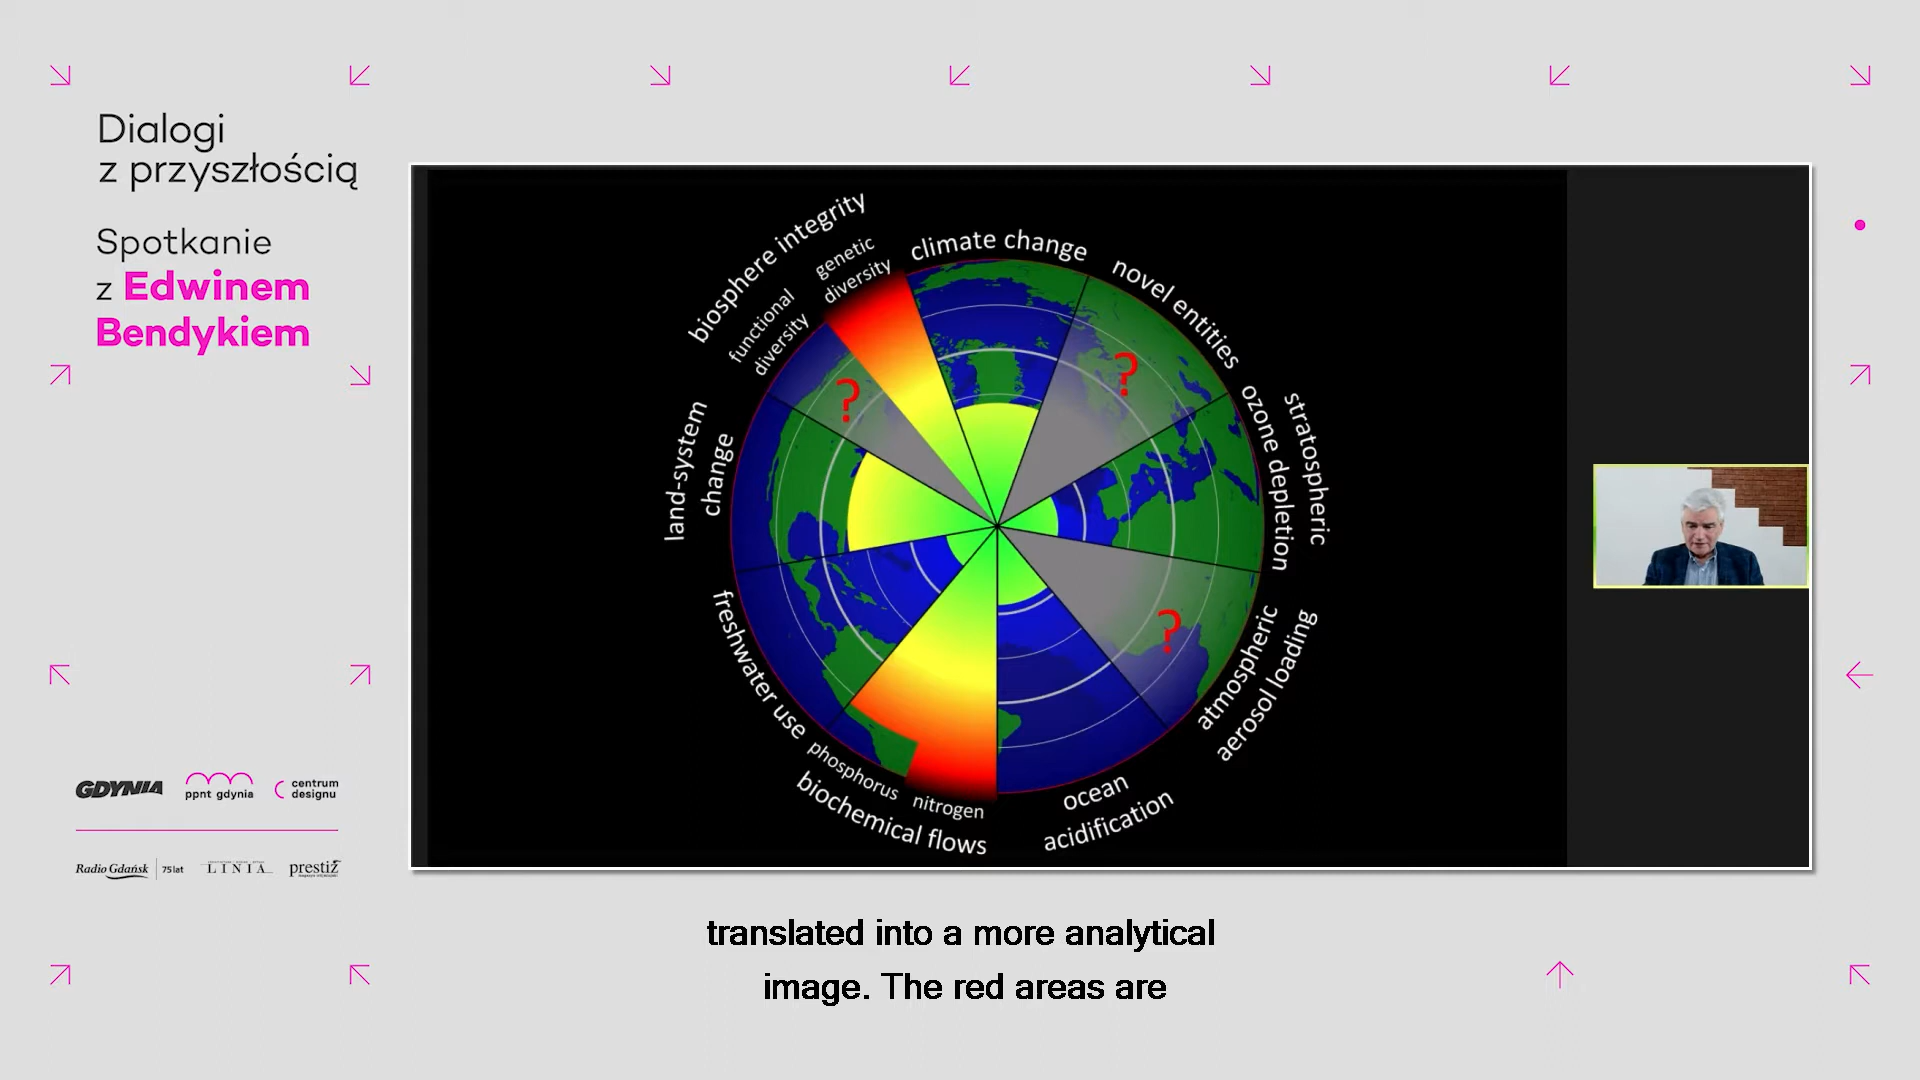 Dialogi
z przyszłością
Spotkanie
z Edwinem
Bendykiem
biosphere integrity
genetic
diversity
functional
diversity
climate change
novel entities
stratospheric
ozone depletion
land-system
change
?
?
?
freshwater use
phosphorus
nitrogen
biochemical flows
ocean
acidification
atmospheric
aerosol loading
GDYNIA
ppnt gdynia
centrum
designu
Radio Gdańsk
75 lat
LINIA
prestiż
translated into a more analytical
image. The red areas are